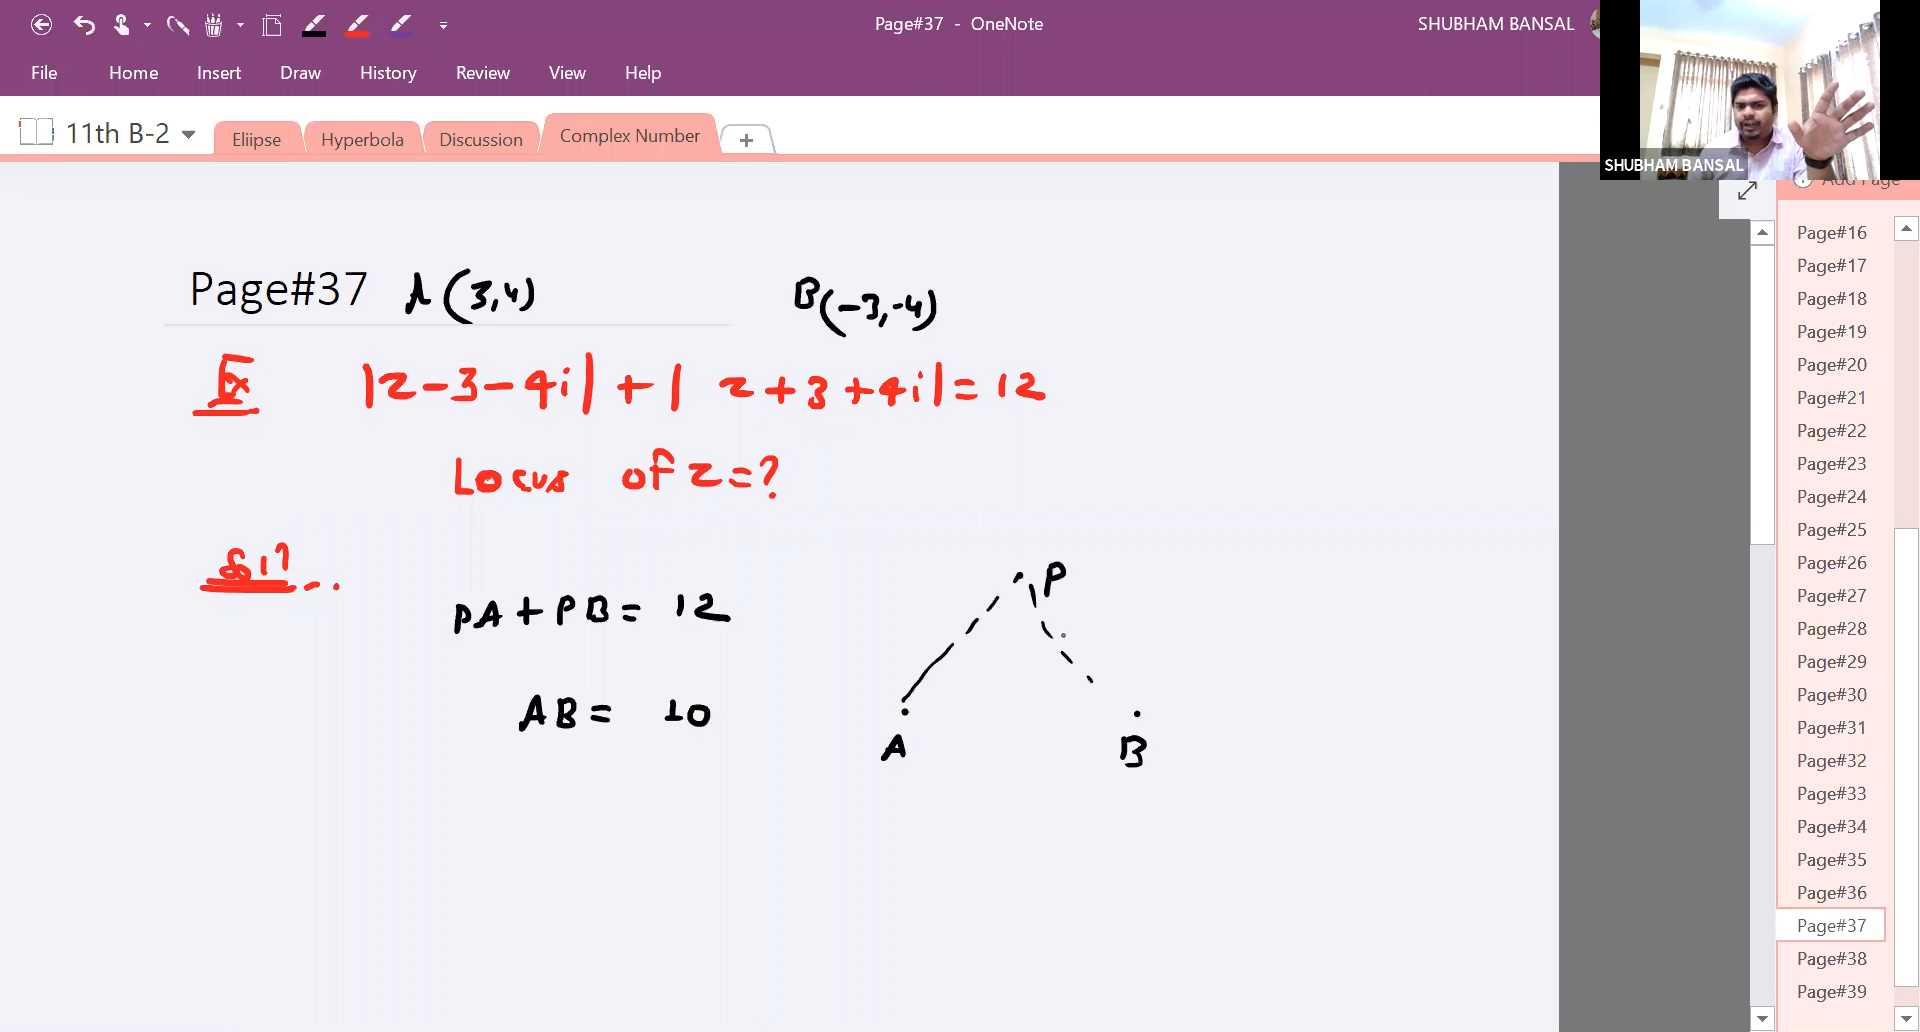 Page#37 - OneNote
SHUBHAM BANSAL
File Home Insert Draw History Review View Help
11th B-2
Eliipse Hyperbola Discussion Complex Number +
SHUBHAM BANSAL
Add Page
Page#16
Page#17
Page#18
Page#19
Page#20
Page#21
Page#22
Page#23
Page#24
Page#25
Page#26
Page#27
Page#28
Page#29
Page#30
Page#31
Page#32
Page#33
Page#34
Page#35
Page#36
Page#37
Page#38
Page#39
Page#37 A(3,4) B(-3,-4)
Ex |z-3-4i| + | z+3+4i| = 12
Locus of z = ?
Sol? ..
PA + PB = 12
AB = 10
P
A B